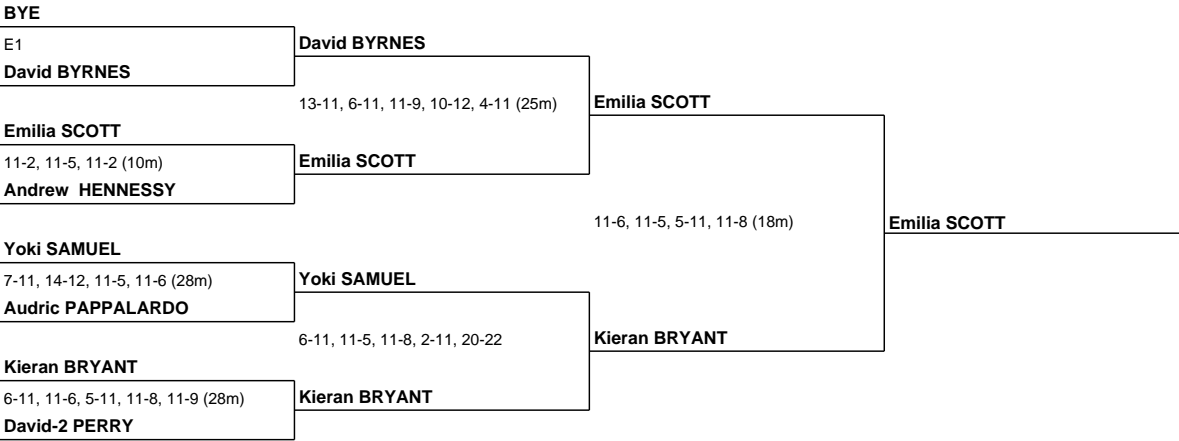 BYE
E1
David BYRNES
David BYRNES
13-11, 6-11, 11-9, 10-12, 4-11 (25m)
Emilia SCOTT
Emilia SCOTT
11-2, 11-5, 11-2 (10m)
Emilia SCOTT
Andrew  HENNESSY
11-6, 11-5, 5-11, 11-8 (18m)
Emilia SCOTT
Yoki SAMUEL
7-11, 14-12, 11-5, 11-6 (28m)
Yoki SAMUEL
Audric PAPPALARDO
6-11, 11-5, 11-8, 2-11, 20-22
Kieran BRYANT
Kieran BRYANT
6-11, 11-6, 5-11, 11-8, 11-9 (28m)
Kieran BRYANT
David-2 PERRY